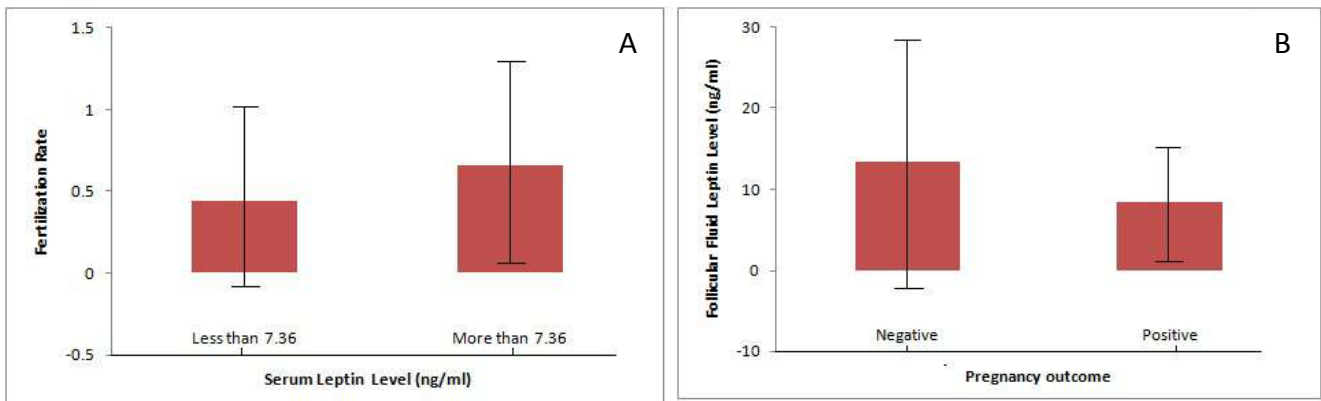 A
Fertilization Rate
1.5
1
0.5
0
-0.5
Less than 7.36
More than 7.36
Serum Leptin Level (ng/ml)
B
Follicular Fluid Leptin Level (ng/ml)
30
20
10
0
-10
Negative
Positive
Pregnancy outcome